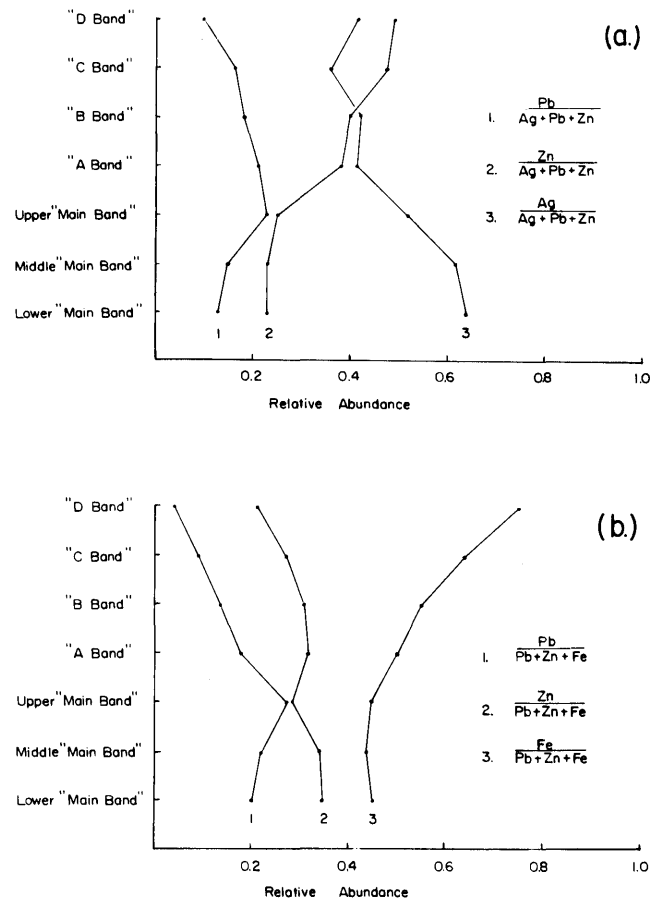 "D Band"
"C Band"
"B Band"
"A Band"
Upper "Main Band"
Middle "Main Band"
Lower "Main Band"
(a.)
1. Pb
Ag + Pb + Zn
2. Zn
Ag + Pb + Zn
3. Ag
Ag + Pb + Zn
1 2 3
0.2 0.4 0.6 0.8 1.0
Relative Abundance
"D Band"
"C Band"
"B Band"
"A Band"
Upper "Main Band"
Middle "Main Band"
Lower "Main Band"
(b.)
1. Pb
Pb + Zn + Fe
2. Zn
Pb + Zn + Fe
3. Fe
Pb + Zn + Fe
1 2 3
0.2 0.4 0.6 0.8 1.0
Relative Abundance